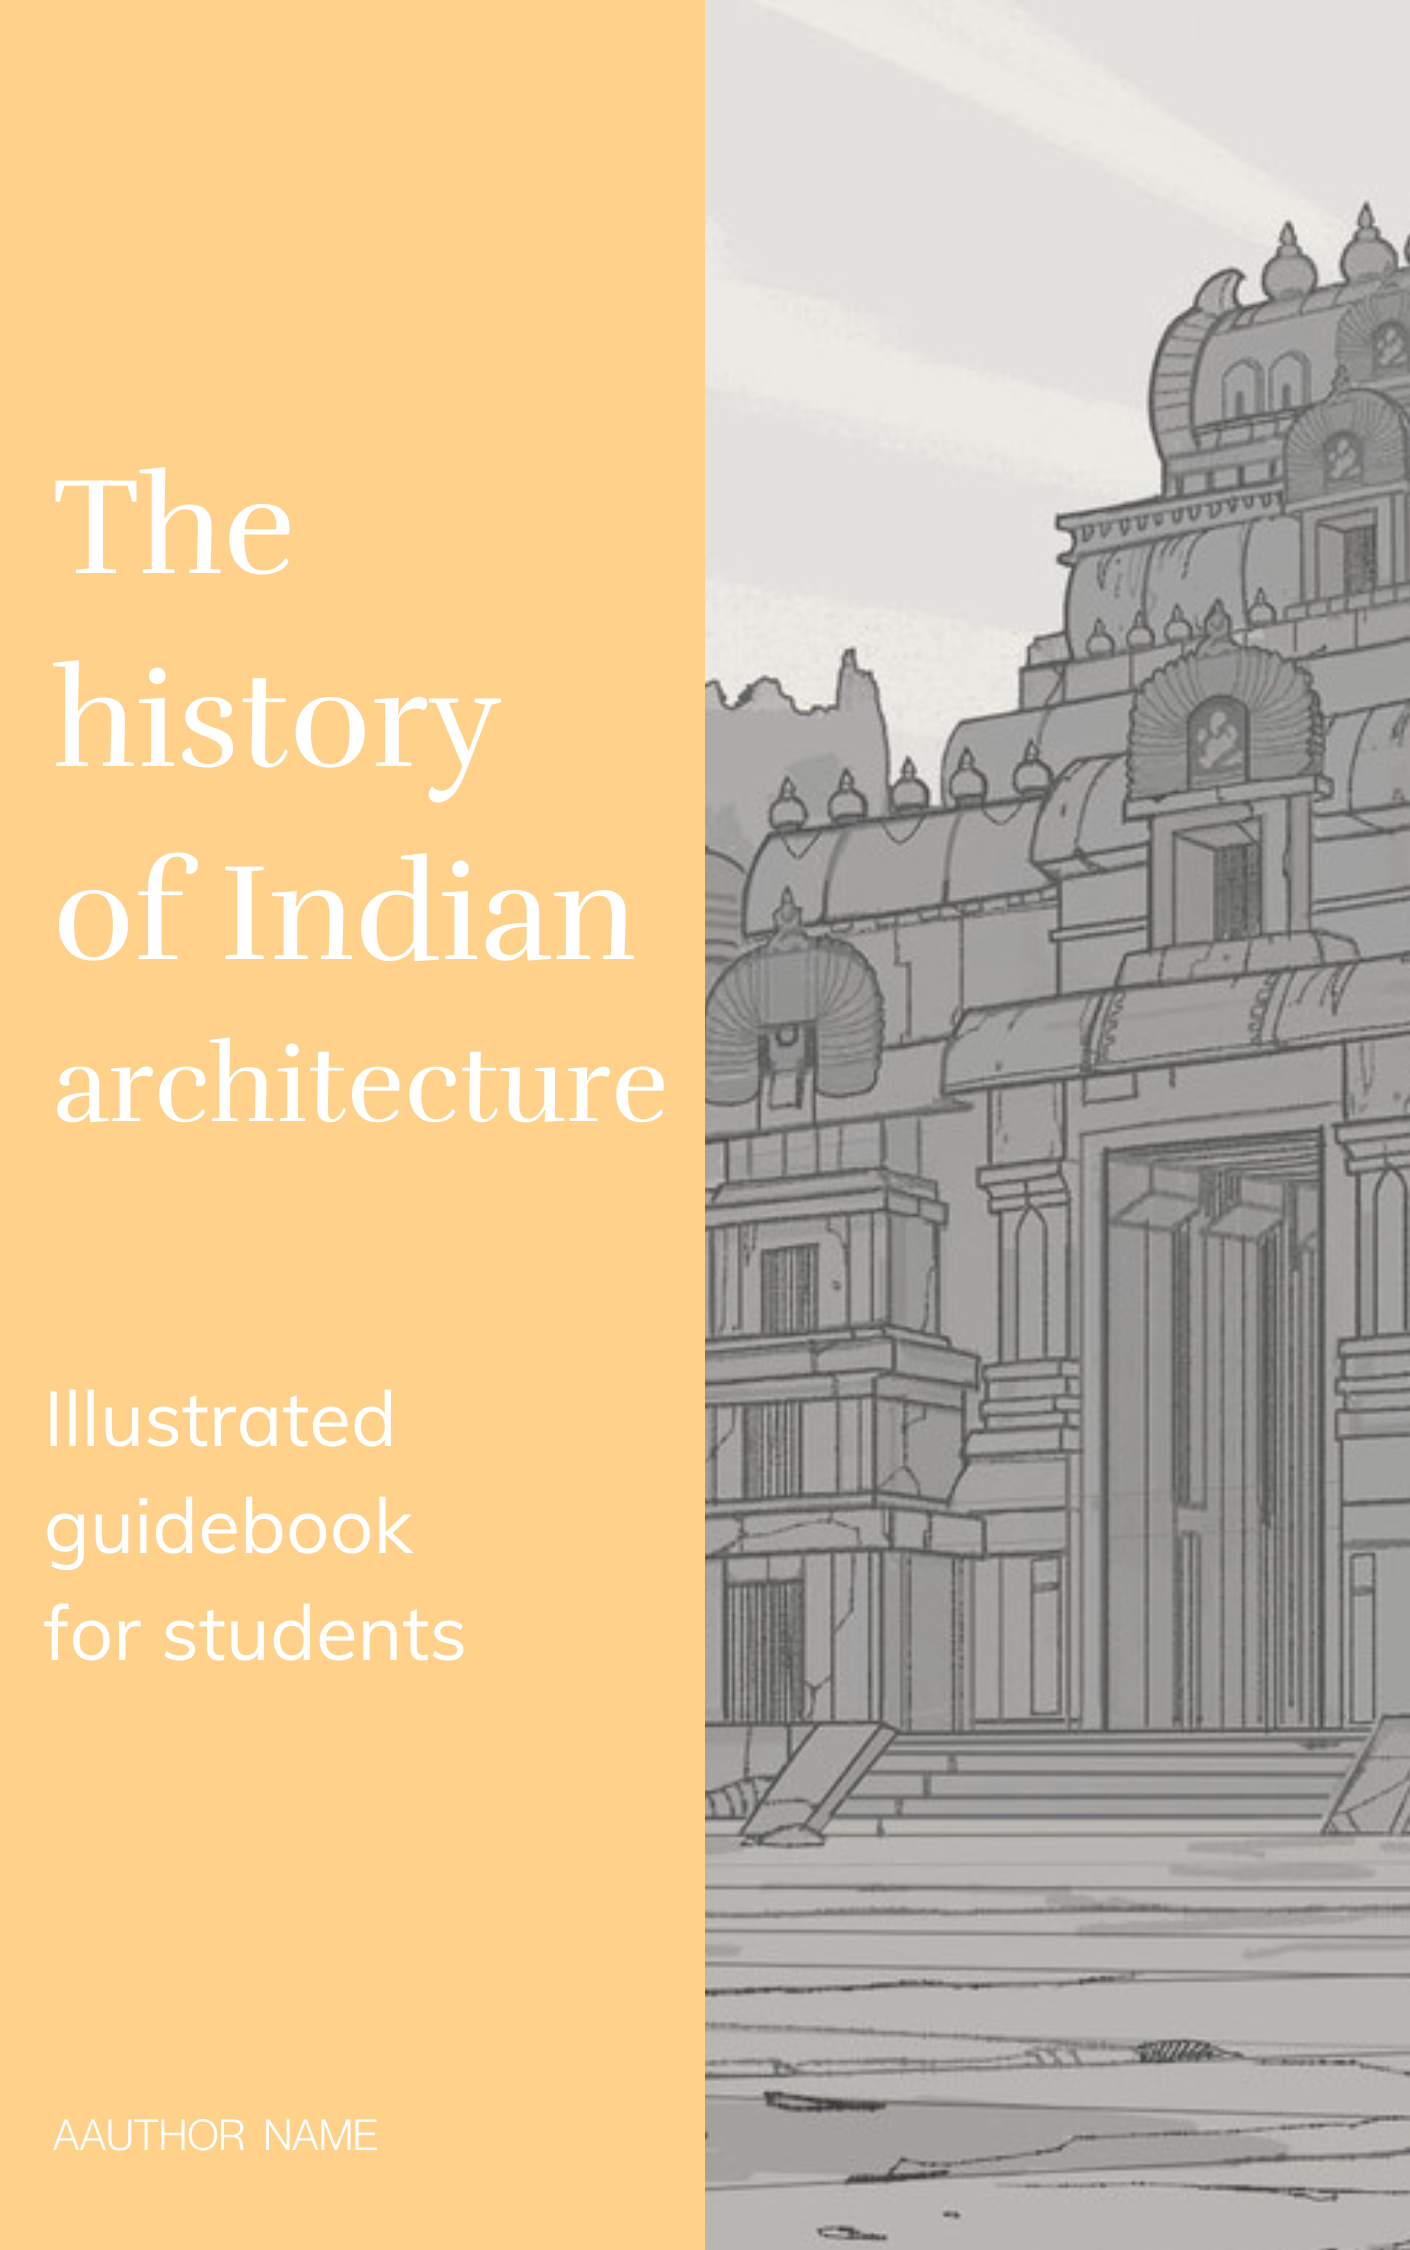 The
history
of Indian
architecture
Illustrated
guidebook
for students
AAUTHOR NAME